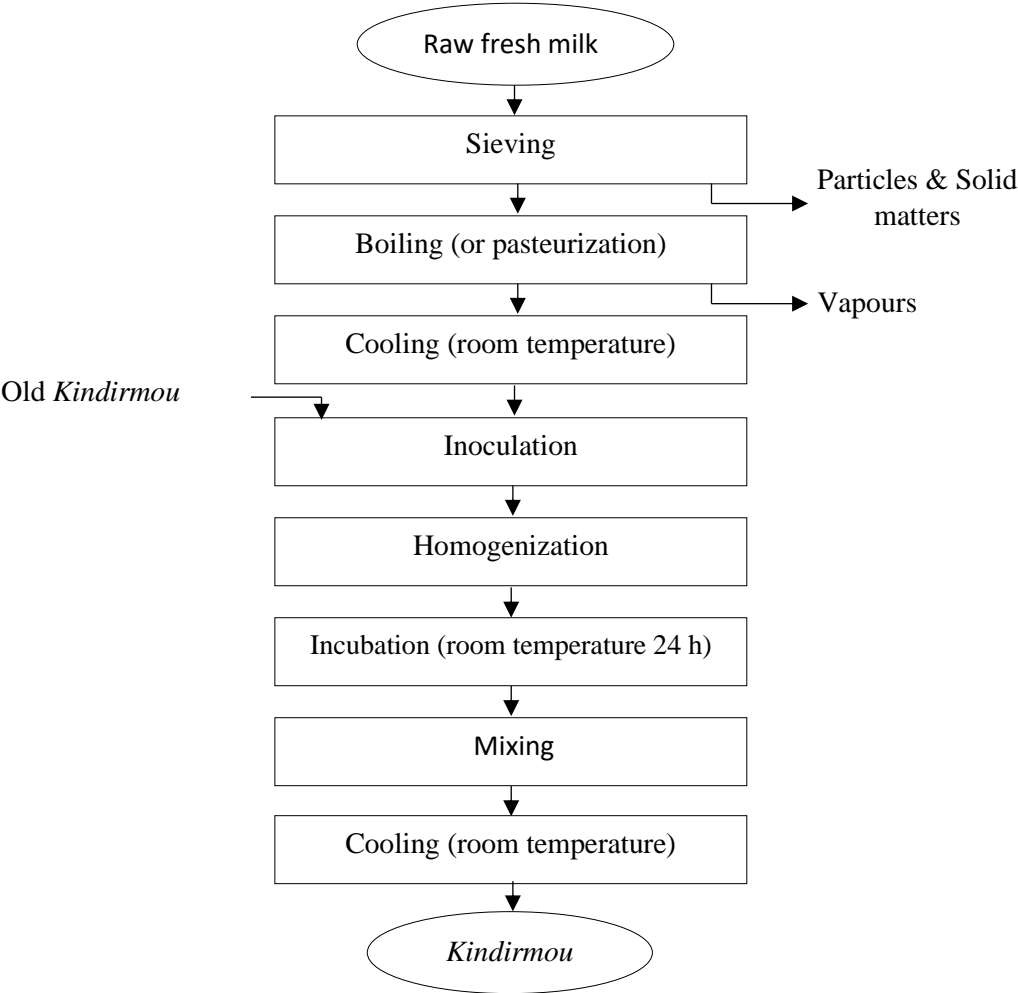 Raw fresh milk
Sieving
Particles & Solid
matters
Boiling (or pasteurization)
Vapours
Cooling (room temperature)
Old Kindirmou
Inoculation
Homogenization
Incubation (room temperature 24 h)
Mixing
Cooling (room temperature)
Kindirmou